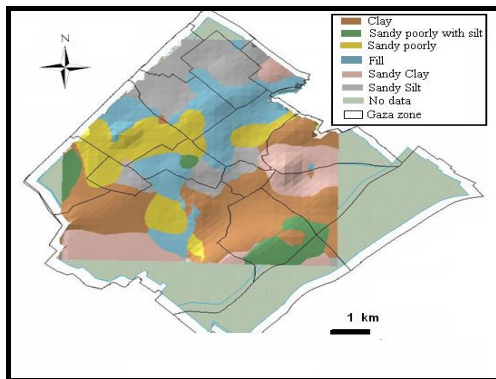 N
Clay
Sandy poorly with silt
Sandy poorly
Fill
Sandy Clay
Sandy Silt
No data
Gaza zone
1 km